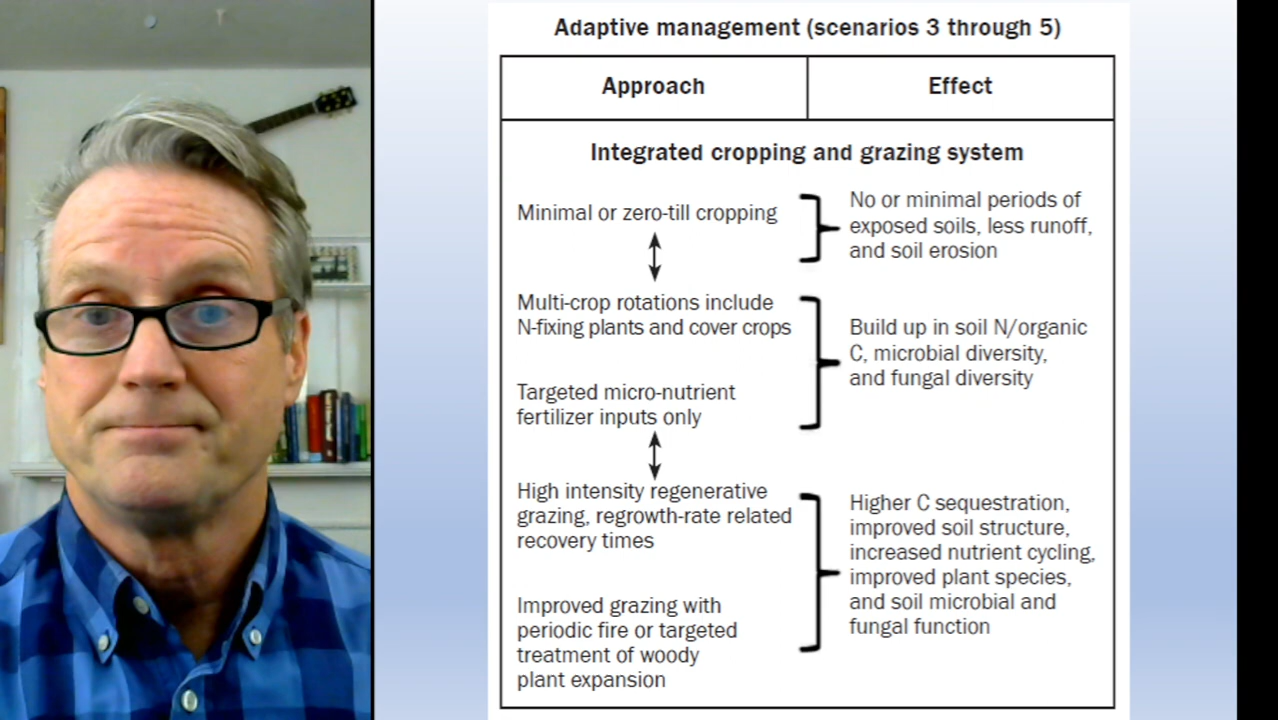 Adaptive management (scenarios 3 through 5)
Approach
Effect
Integrated cropping and grazing system
Minimal or zero-till cropping
No or minimal periods of
exposed soils, less runoff,
and soil erosion
Multi-crop rotations include
N-fixing plants and cover crops
Targeted micro-nutrient
fertilizer inputs only
Build up in soil N/organic
C, microbial diversity,
and fungal diversity
High intensity regenerative
grazing, regrowth-rate related
recovery times
Improved grazing with
periodic fire or targeted
treatment of woody
plant expansion
Higher C sequestration,
improved soil structure,
increased nutrient cycling,
improved plant species,
and soil microbial and
fungal function